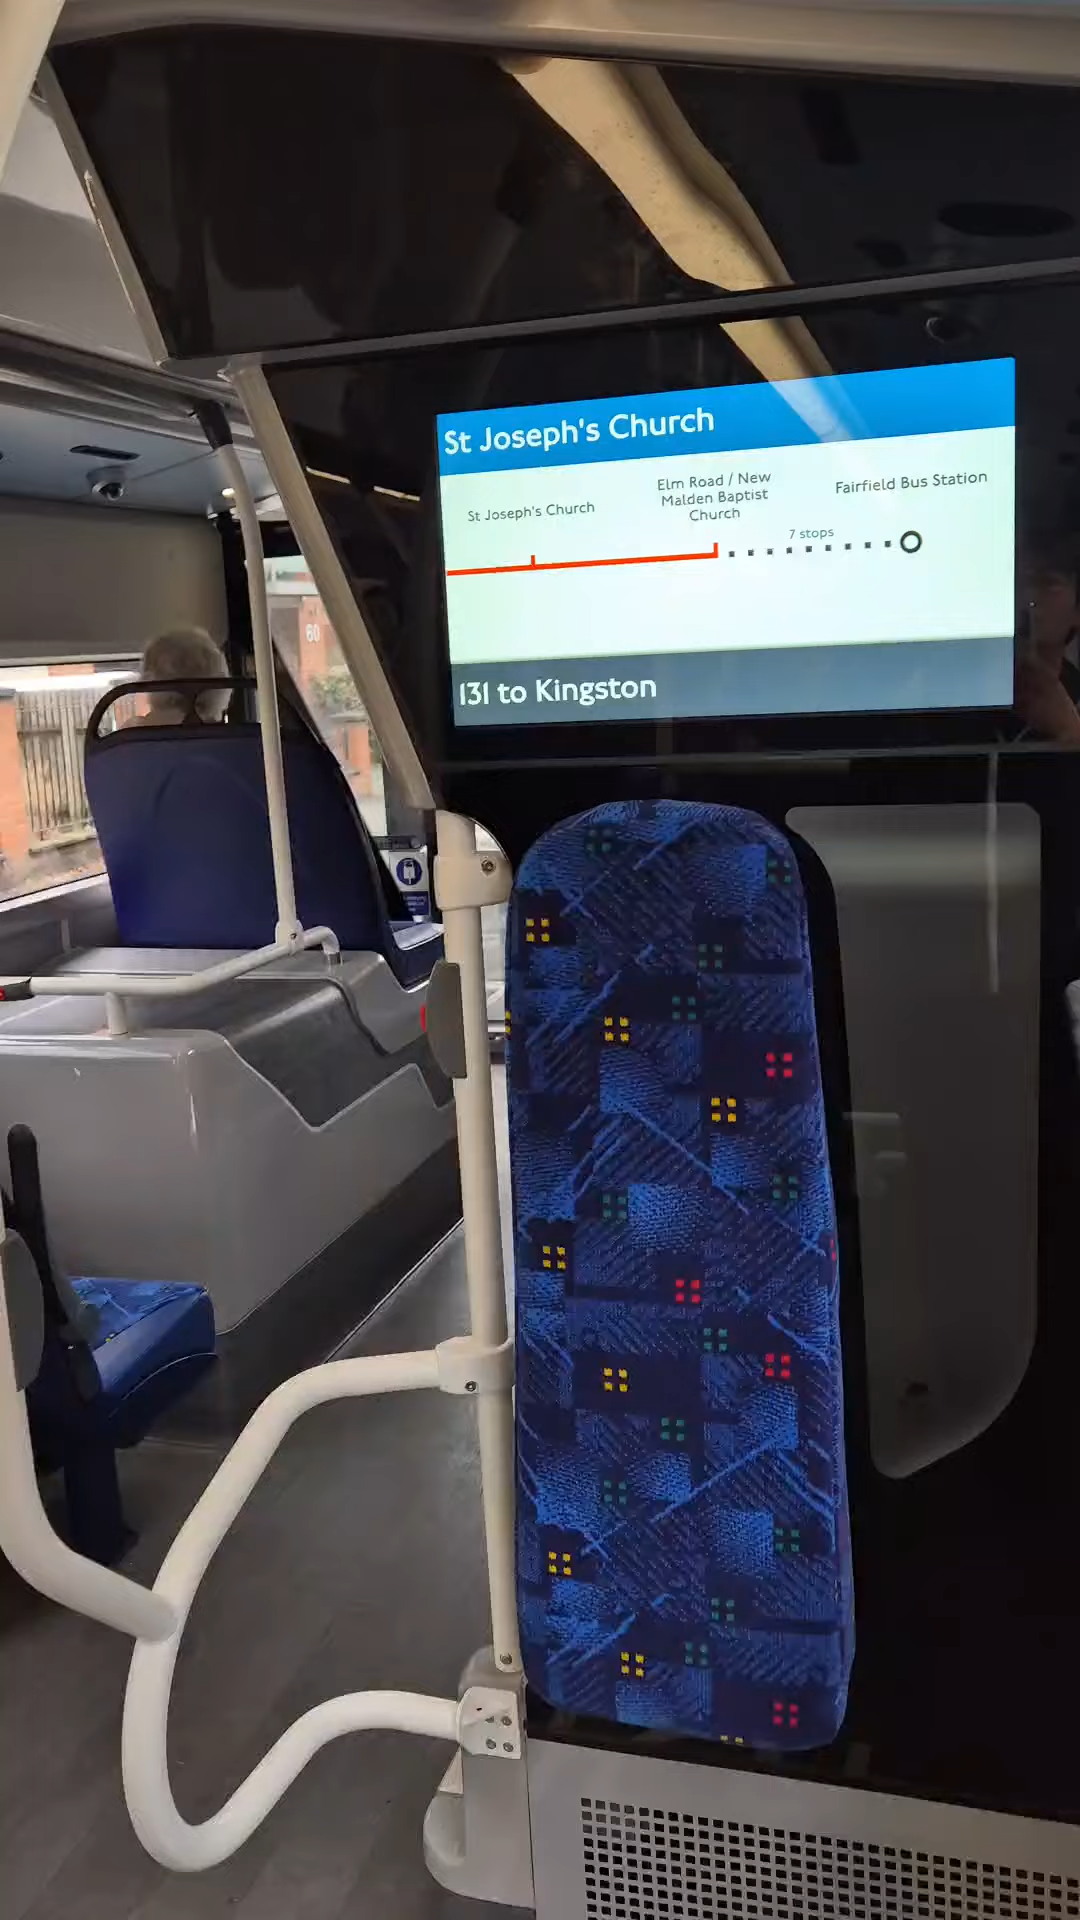 St Joseph's Church
St Joseph's Church
Elm Road / New
Malden Baptist
Church
7 stops
Fairfield Bus Station
131 to Kingston
60